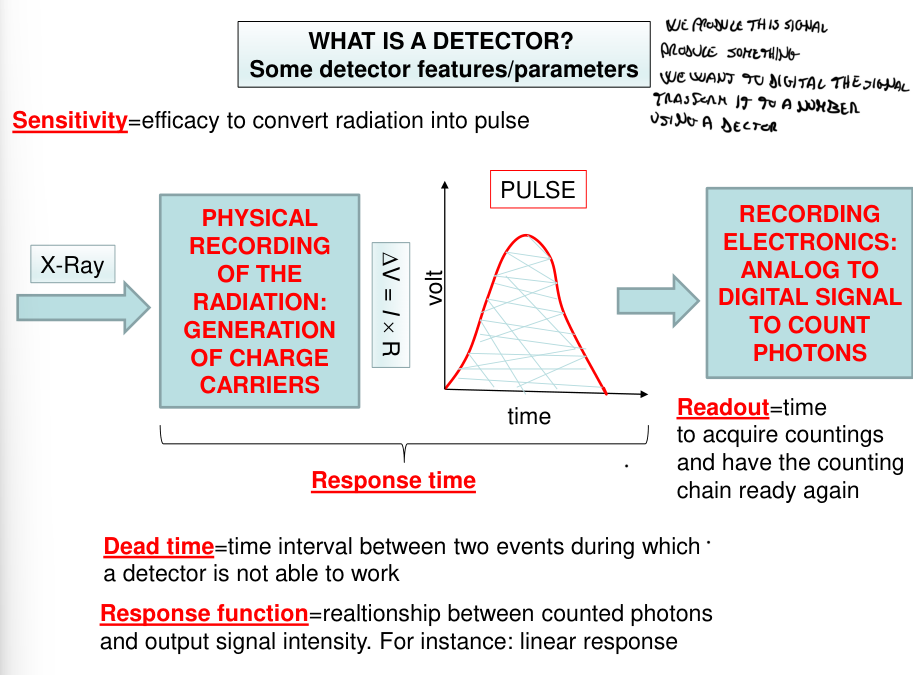 WHAT IS A DETECTOR?
Some detector features/parameters
WE PRODUCE THIS SIGNAL
PRODUCE SOMETHING
WE WANT TO DIGITAL THE SIGNAL
TRASFERM IT TO A NUMBER
USING A DECTOR
Sensitivity=efficacy to convert radiation into pulse
X-Ray
PHYSICAL
RECORDING
OF THE
RADIATION:
GENERATION
OF CHARGE
CARRIERS
ΔV = I × R
PULSE
volt
time
RECORDING
ELECTRONICS:
ANALOG TO
DIGITAL SIGNAL
TO COUNT
PHOTONS
Response time
Readout=time
to acquire countings
and have the counting
chain ready again
Dead time=time interval between two events during which
a detector is not able to work
Response function=realtionship between counted photons
and output signal intensity. For instance: linear response